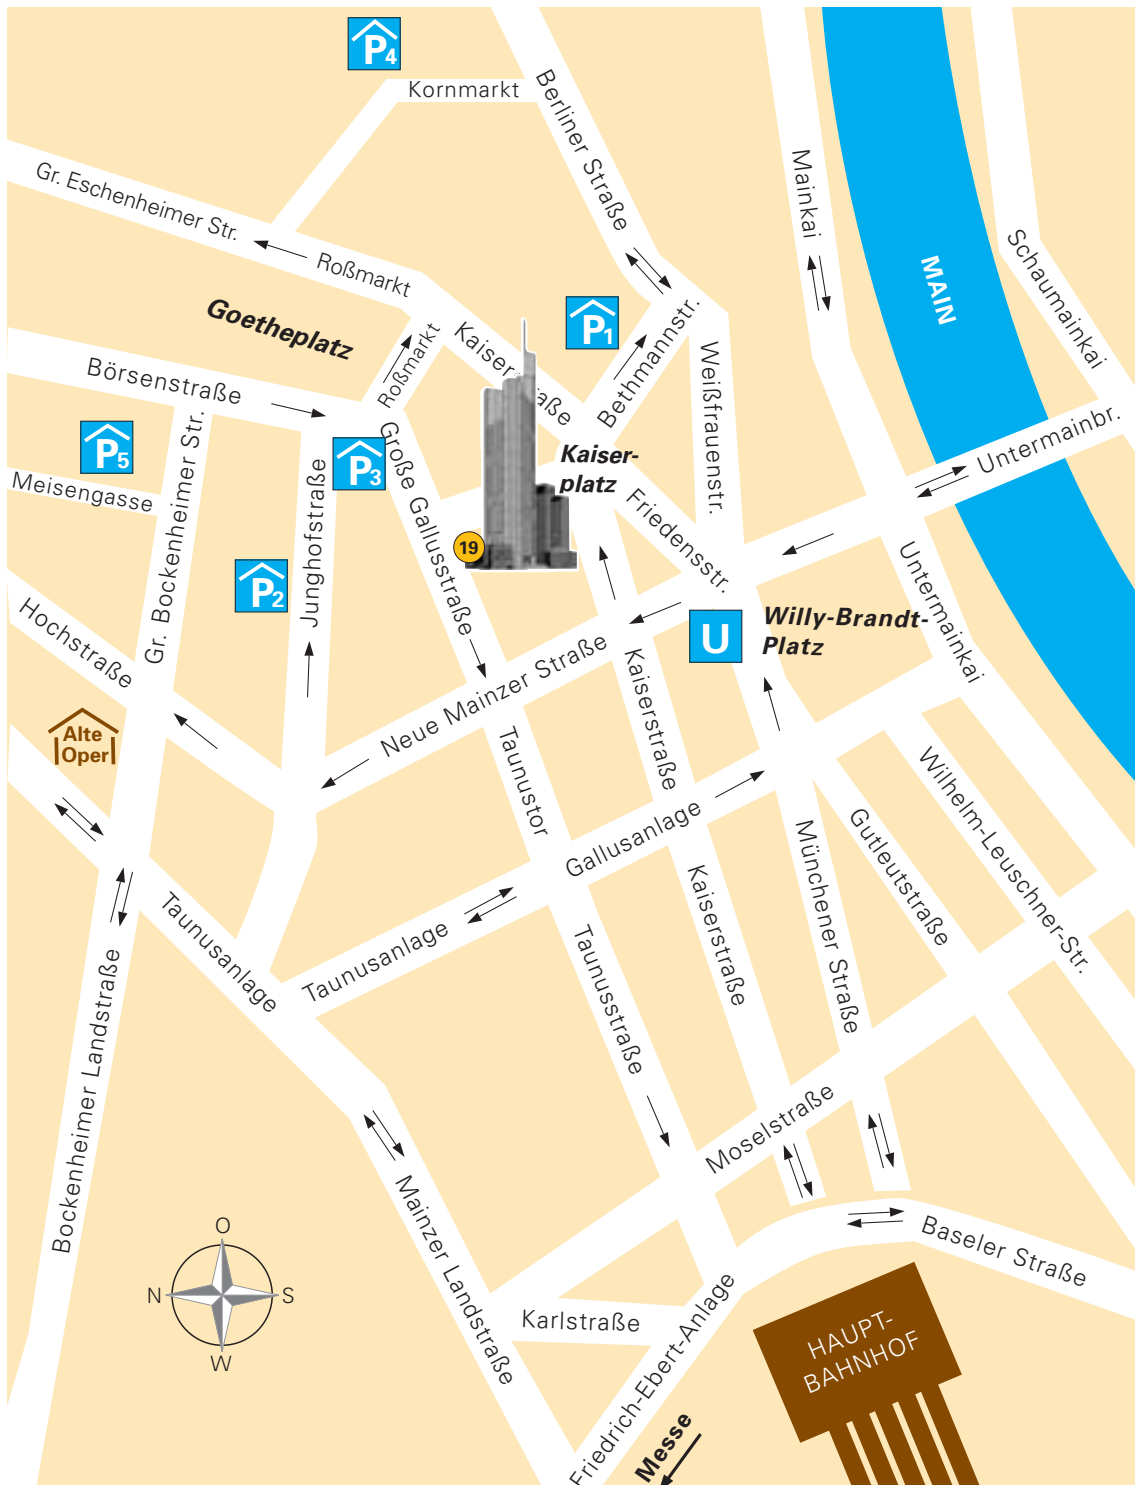 P4
Kornmarkt
Berliner Straße
Gr. Eschenheimer Str.
Roßmarkt
Mainkai
MAIN
Schaumainkai
Goetheplatz
P1
Roßmarkt
Kaiser
aße
Bethmannstr.
Weißfrauenstr.
Börsenstraße
P5
P3
Meisengasse
Gr. Bockenheimer Str.
Junghofstraße
Große Gallusstraße
Kaiser-
platz
Untermainbr.
Friedensstr.
19
P2
U
Willy-Brandt-
Platz
Untermainkai
Hochstraße
Neue Mainzer Straße
Kaiserstraße
Alte
Oper
Taunustor
Gallusanlage
Wilhelm-Leuschner-Str.
Gutleutstraße
Münchener Straße
Kaiserstraße
Taunusanlage
Taunusanlage
Taunusstraße
Bockenheimer Landstraße
Moselstraße
Mainzer Landstraße
O
N
S
W
Baseler Straße
Karlstraße
Friedrich-Ebert-Anlage
HAUPT-
BAHNHOF
Messe